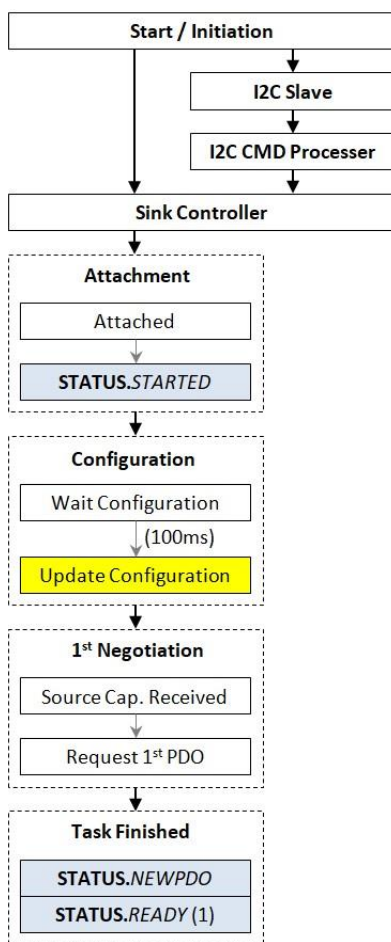 Start / Initiation
I2C Slave
I2C CMD Processer
Sink Controller
Attachment
Attached
STATUS.STARTED
Configuration
Wait Configuration
(100ms)
Update Configuration
1st Negotiation
Source Cap. Received
Request 1st PDO
Task Finished
STATUS.NEWPDO
STATUS.READY (1)